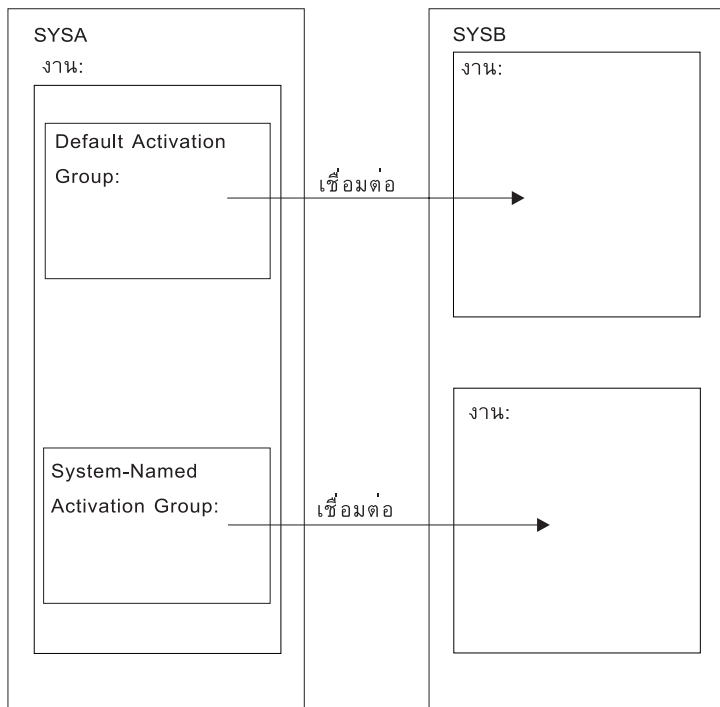 SYSA
งาน:
Default Activation
Group:
เชื่อมต่อ
System-Named
Activation Group:
เชื่อมต่อ
SYSB
งาน:
งาน: